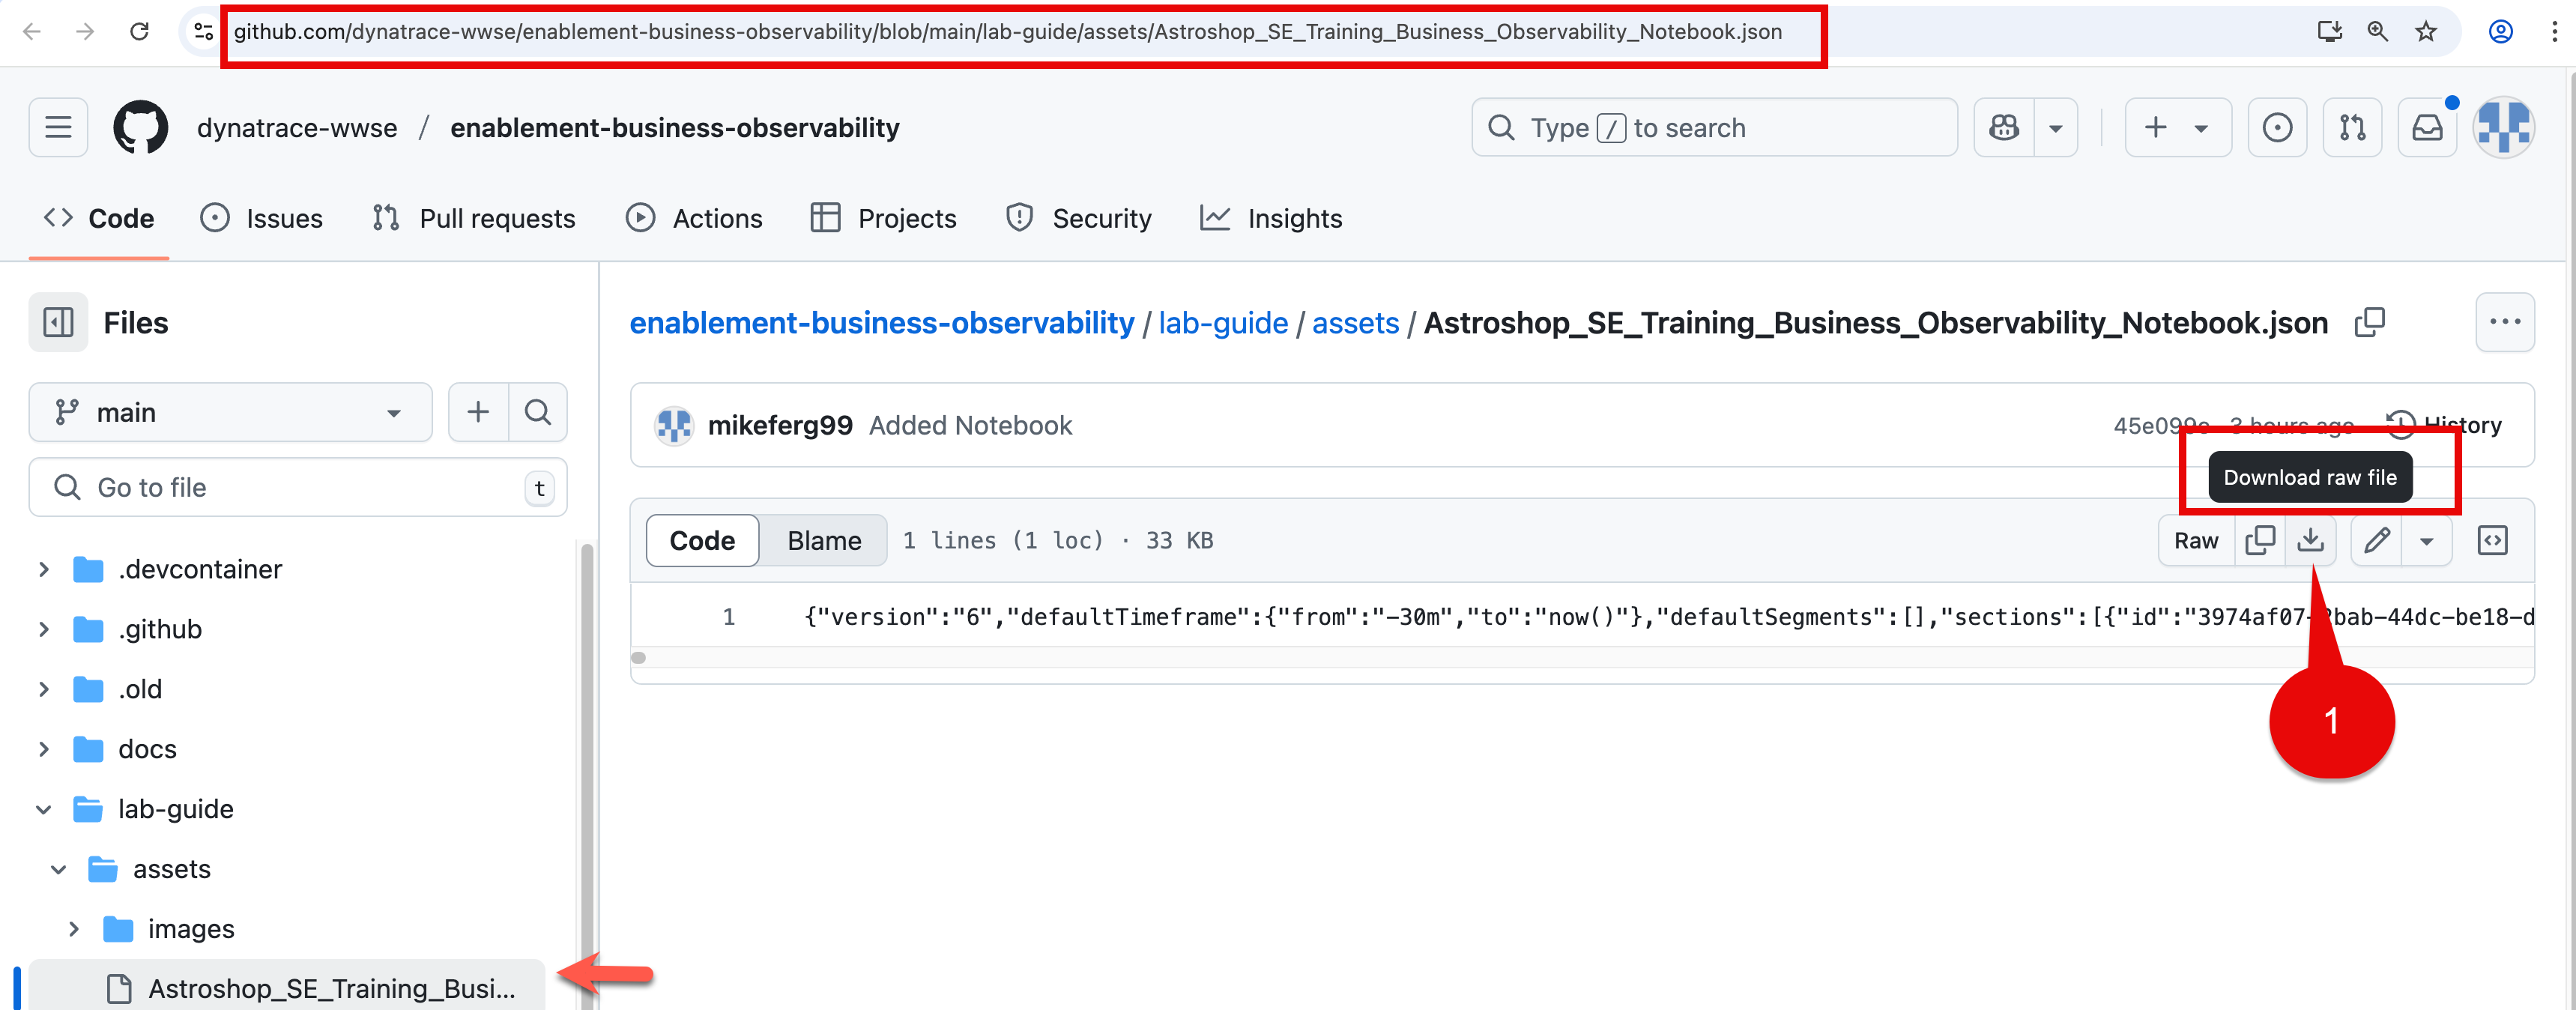 github.com/dynatrace-wwse/enablement-business-observability/blob/main/lab-guide/assets/Astroshop_SE_Training_Business_Observability_Notebook.json
dynatrace-wwse / enablement-business-observability
Type / to search
Code
Issues
Pull requests
Actions
Projects
Security
Insights
Files
enablement-business-observability / lab-guide / assets / Astroshop_SE_Training_Business_Observability_Notebook.json
main
mikeferg99 Added Notebook
3 hours ago
History
Go to file
t
Download raw file
Code
Blame
1 lines (1 loc) · 33 KB
Raw
1 {"version":"6","defaultTimeframe":{"from":"-30m","to":"now()"},"defaultSegments":[],"sections":[{"id":"3974af07-
bab-44dc-be18-d
.devcontainer
.github
.old
docs
lab-guide
assets
images
Astroshop_SE_Training_Busi...
1